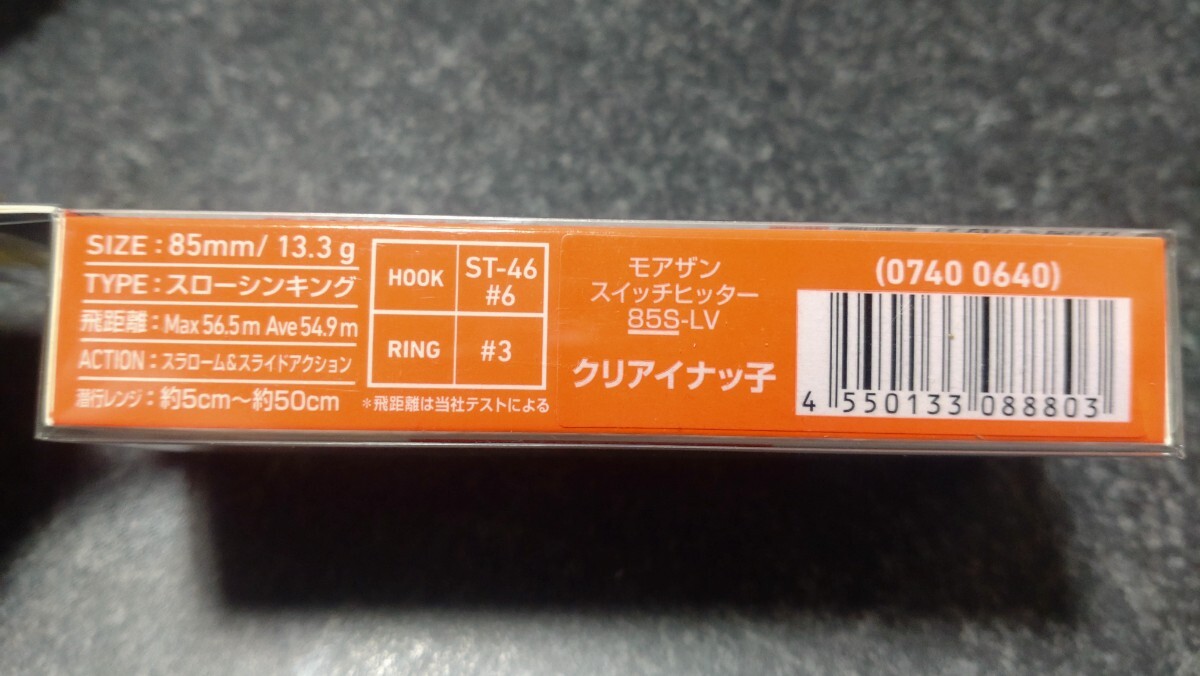 SIZE : 85mm/ 13.3 g
TYPE : スローシンキング
飛距離 : Max 56.5 m Ave 54.9 m
ACTION : スラローム&スライドアクション
潜行レンジ : 約5cm～約50cm
HOOK ST-46 #6
RING #3
*飛距離は当社テストによる
モアザン
スイッチヒッター
85S-LV
クリアイナッ子
(0740 0640)
4 550133 088803